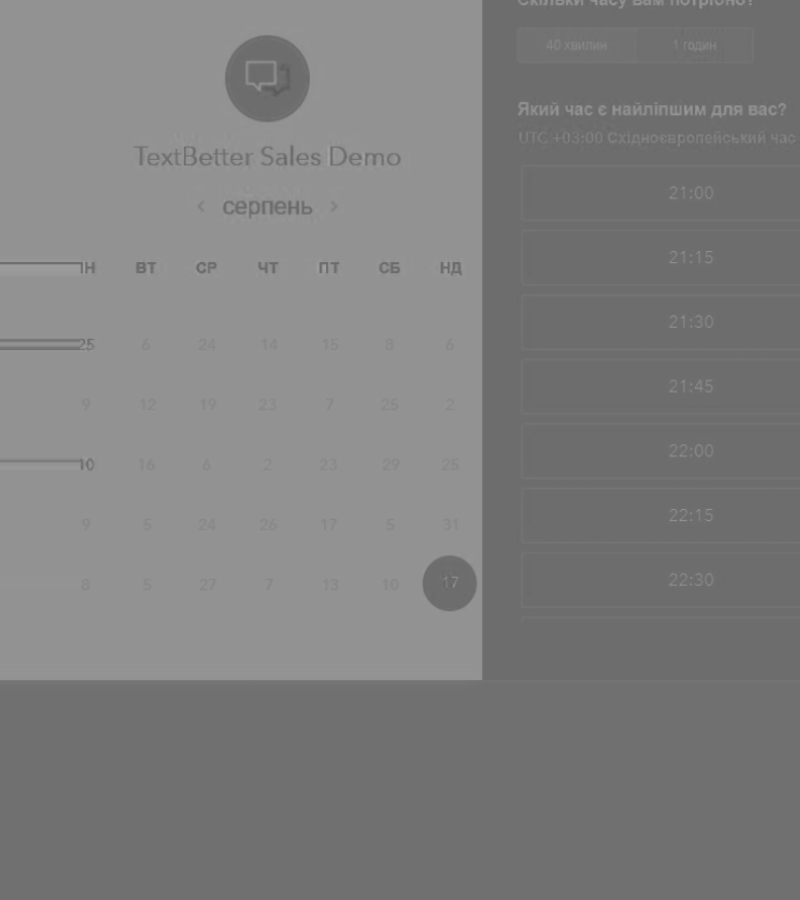 TextBetter Sales Demo
< серпень >
ПН ВТ СР ЧТ ПТ СБ НД
25 6 24 14 15 8 6
9 12 19 23 7 25 2
10 16 6 2 23 29 25
9 5 24 26 17 5 31
8 5 27 7 13 10 17
Скільки часу вам потрібно?
40 хвилин 1 годин
Який час є найліпшим для вас?
UTC +03:00 Східноєвропейський час
21:00
21:15
21:30
21:45
22:00
22:15
22:30